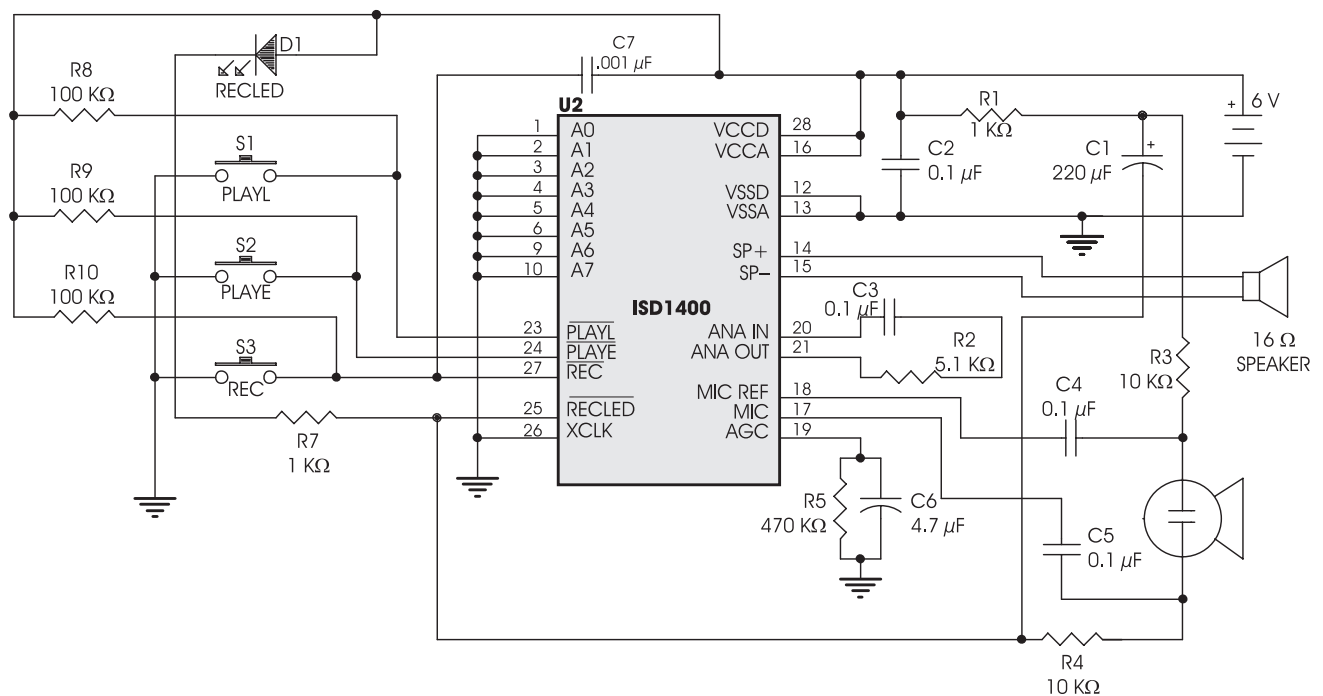 D1
RECLED
C7
.001 µF
R8
100 KΩ
S1
PLAYL
R9
100 KΩ
S2
PLAYE
R10
100 KΩ
S3
REC
R7
1 KΩ
U2
ISD1400
1 A0
2 A1
3 A2
4 A3
5 A4
6 A5
9 A6
10 A7
23 PLAYL
24 PLAYE
27 REC
25 RECLED
26 XCLK
VCCD 28
VCCA 16
VSSD 12
VSSA 13
SP+ 14
SP– 15
ANA IN 20
ANA OUT 21
MIC REF 18
MIC 17
AGC 19
R1
1 KΩ
C2
0.1 µF
C1
+
220 µF
+
6 V
C3
0.1 µF
R2
5.1 KΩ
16 Ω
SPEAKER
R3
10 KΩ
C4
0.1 µF
R5
470 KΩ
C6
4.7 µF
C5
0.1 µF
R4
10 KΩ